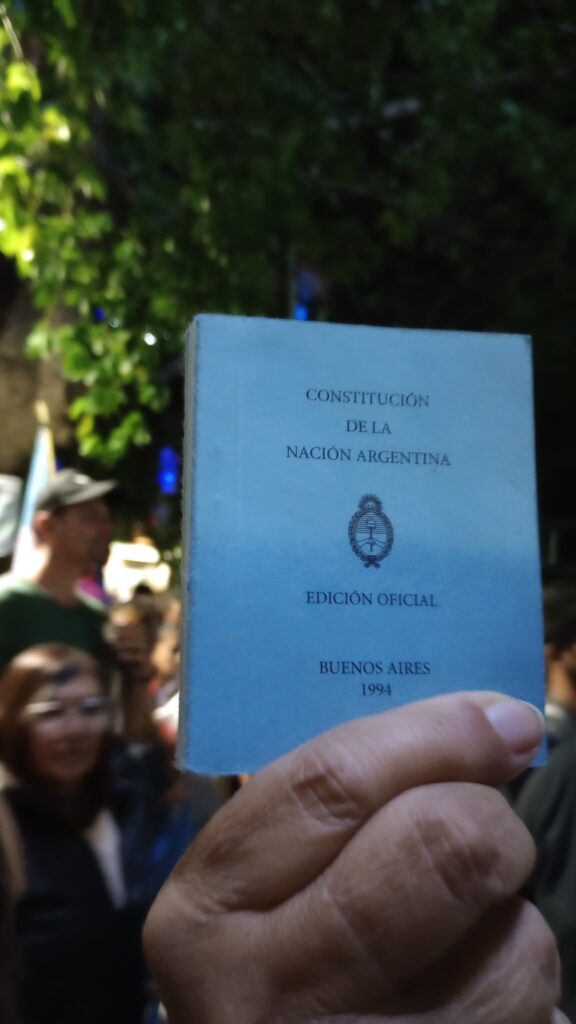 CONSTITUCIÓN
DE LA
NACIÓN ARGENTINA
EDICIÓN OFICIAL
BUENOS AIRES
1994